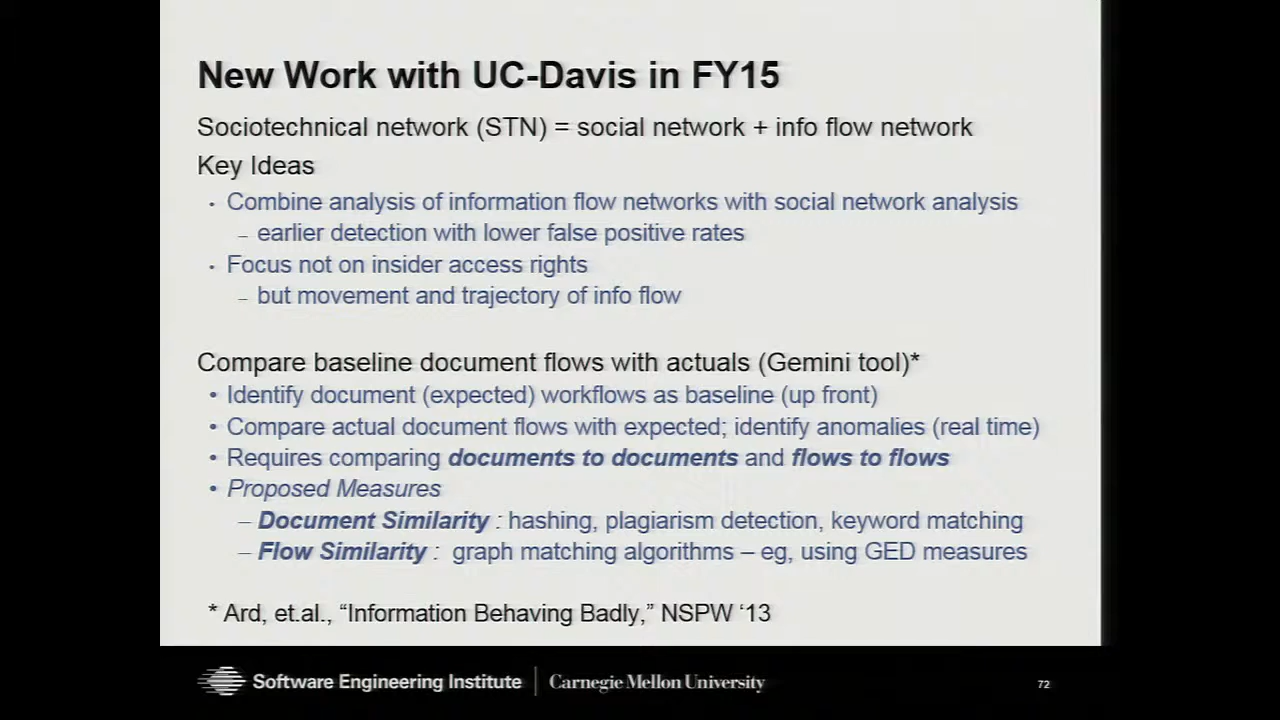 New Work with UC-Davis in FY15
Sociotechnical network (STN) = social network + info flow network
Key Ideas
• Combine analysis of information flow networks with social network analysis
– earlier detection with lower false positive rates
• Focus not on insider access rights
– but movement and trajectory of info flow
Compare baseline document flows with actuals (Gemini tool)*
• Identify document (expected) workflows as baseline (up front)
• Compare actual document flows with expected; identify anomalies (real time)
• Requires comparing documents to documents and flows to flows
• Proposed Measures
– Document Similarity : hashing, plagiarism detection, keyword matching
– Flow Similarity : graph matching algorithms – eg, using GED measures
* Ard, et.al., “Information Behaving Badly,” NSPW ‘13
Software Engineering Institute | Carnegie Mellon University
72